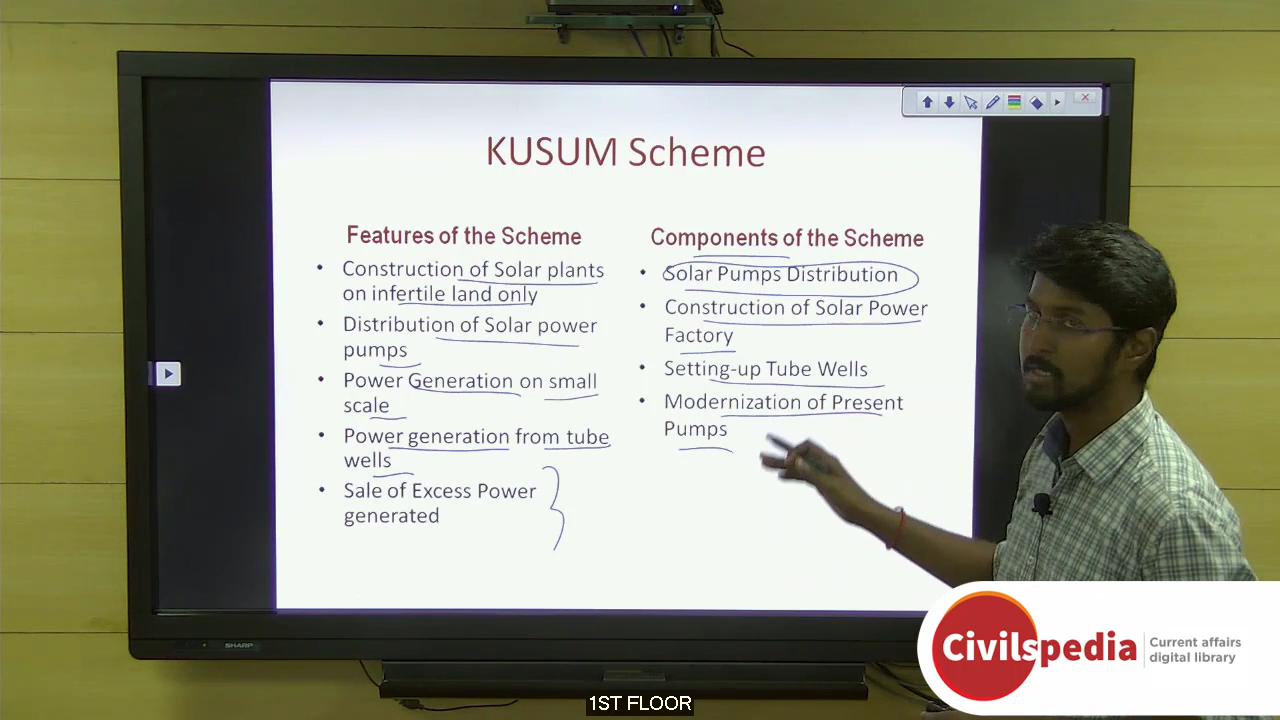 KUSUM Scheme
Features of the Scheme
• Construction of Solar plants
on infertile land only
• Distribution of Solar power
pumps
• Power Generation on small
scale
• Power generation from tube
wells
• Sale of Excess Power
generated
Components of the Scheme
• Solar Pumps Distribution
• Construction of Solar Power
Factory
• Setting-up Tube Wells
• Modernization of Present
Pumps
SHARP
Civilspedia
Current affairs
digital library
1ST FLOOR